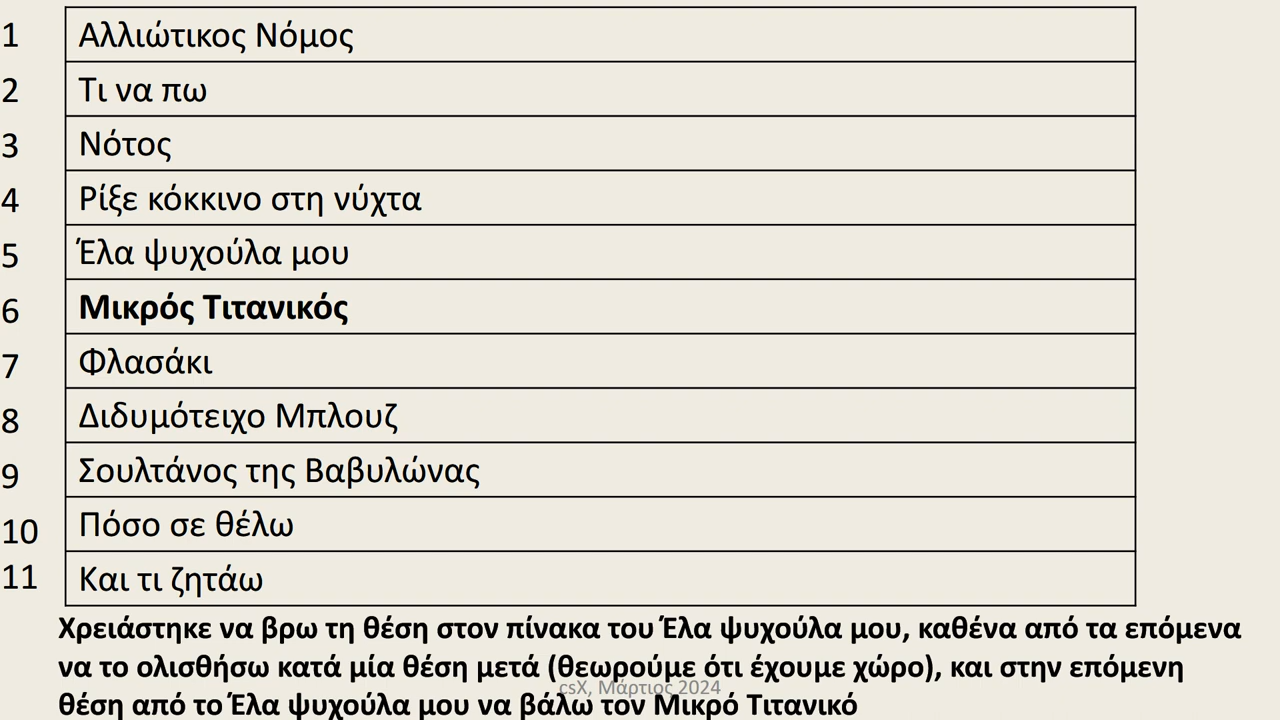 1 Αλλιώτικος Νόμος
2 Τι να πω
3 Νότος
4 Ρίξε κόκκινο στη νύχτα
5 Έλα ψυχούλα μου
6 Μικρός Τιτανικός
7 Φλασάκι
8 Διδυμότειχο Μπλουζ
9 Σουλτάνος της Βαβυλώνας
10 Πόσο σε θέλω
11 Και τι ζητάω
Χρειάστηκε να βρω τη θέση στον πίνακα του Έλα ψυχούλα μου, καθένα από τα επόμενα
να το ολισθήσω κατά μία θέση μετά (θεωρούμε ότι έχουμε χώρο), και στην επόμενη
csX, Μάρτιος 2024
θέση από το Έλα ψυχούλα μου να βάλω τον Μικρό Τιτανικό